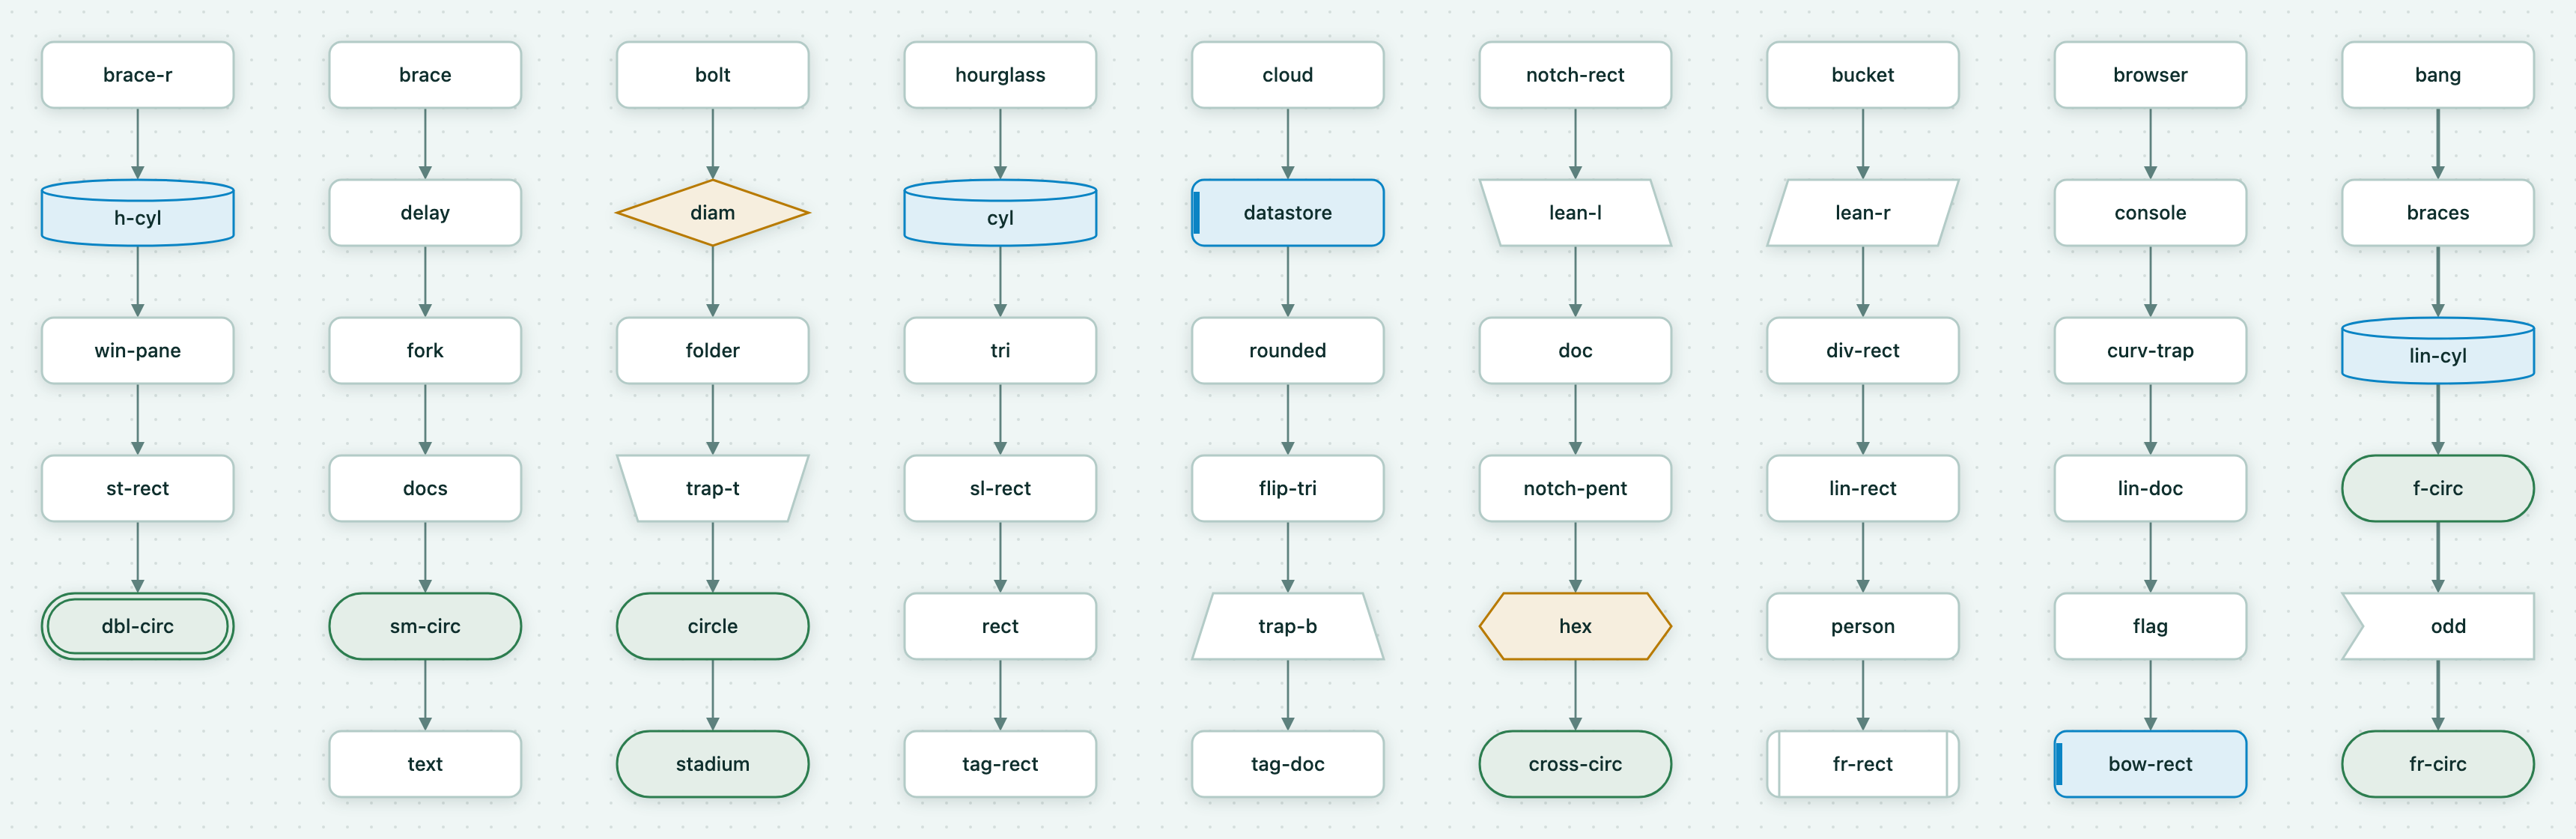 brace-r
brace
bolt
hourglass
cloud
notch-rect
bucket
browser
bang
h-cyl
delay
diam
cyl
datastore
lean-l
lean-r
console
braces
win-pane
fork
folder
tri
rounded
doc
div-rect
curv-trap
lin-cyl
st-rect
docs
trap-t
sl-rect
flip-tri
notch-pent
lin-rect
lin-doc
f-circ
dbl-circ
sm-circ
circle
rect
trap-b
hex
person
flag
odd
text
stadium
tag-rect
tag-doc
cross-circ
fr-rect
bow-rect
fr-circ